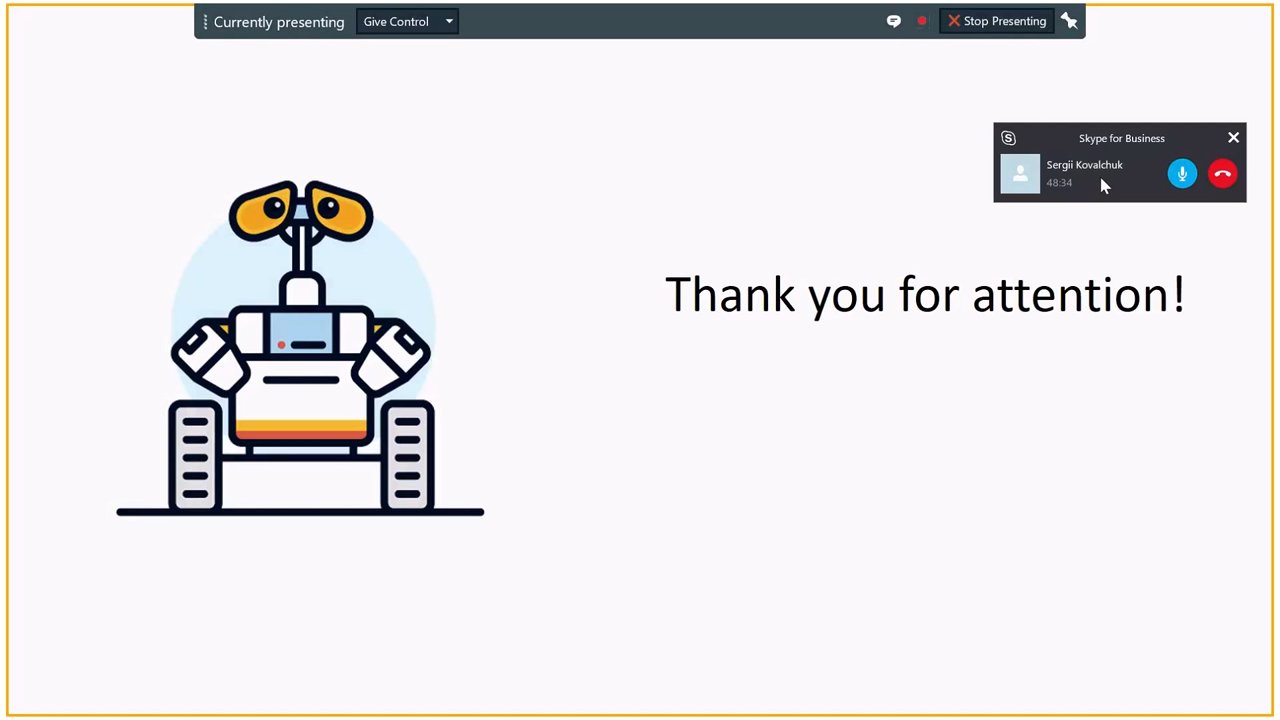 Currently presenting
Give Control
Stop Presenting
Skype for Business
Sergii Kovalchuk
48:34
Thank you for attention!